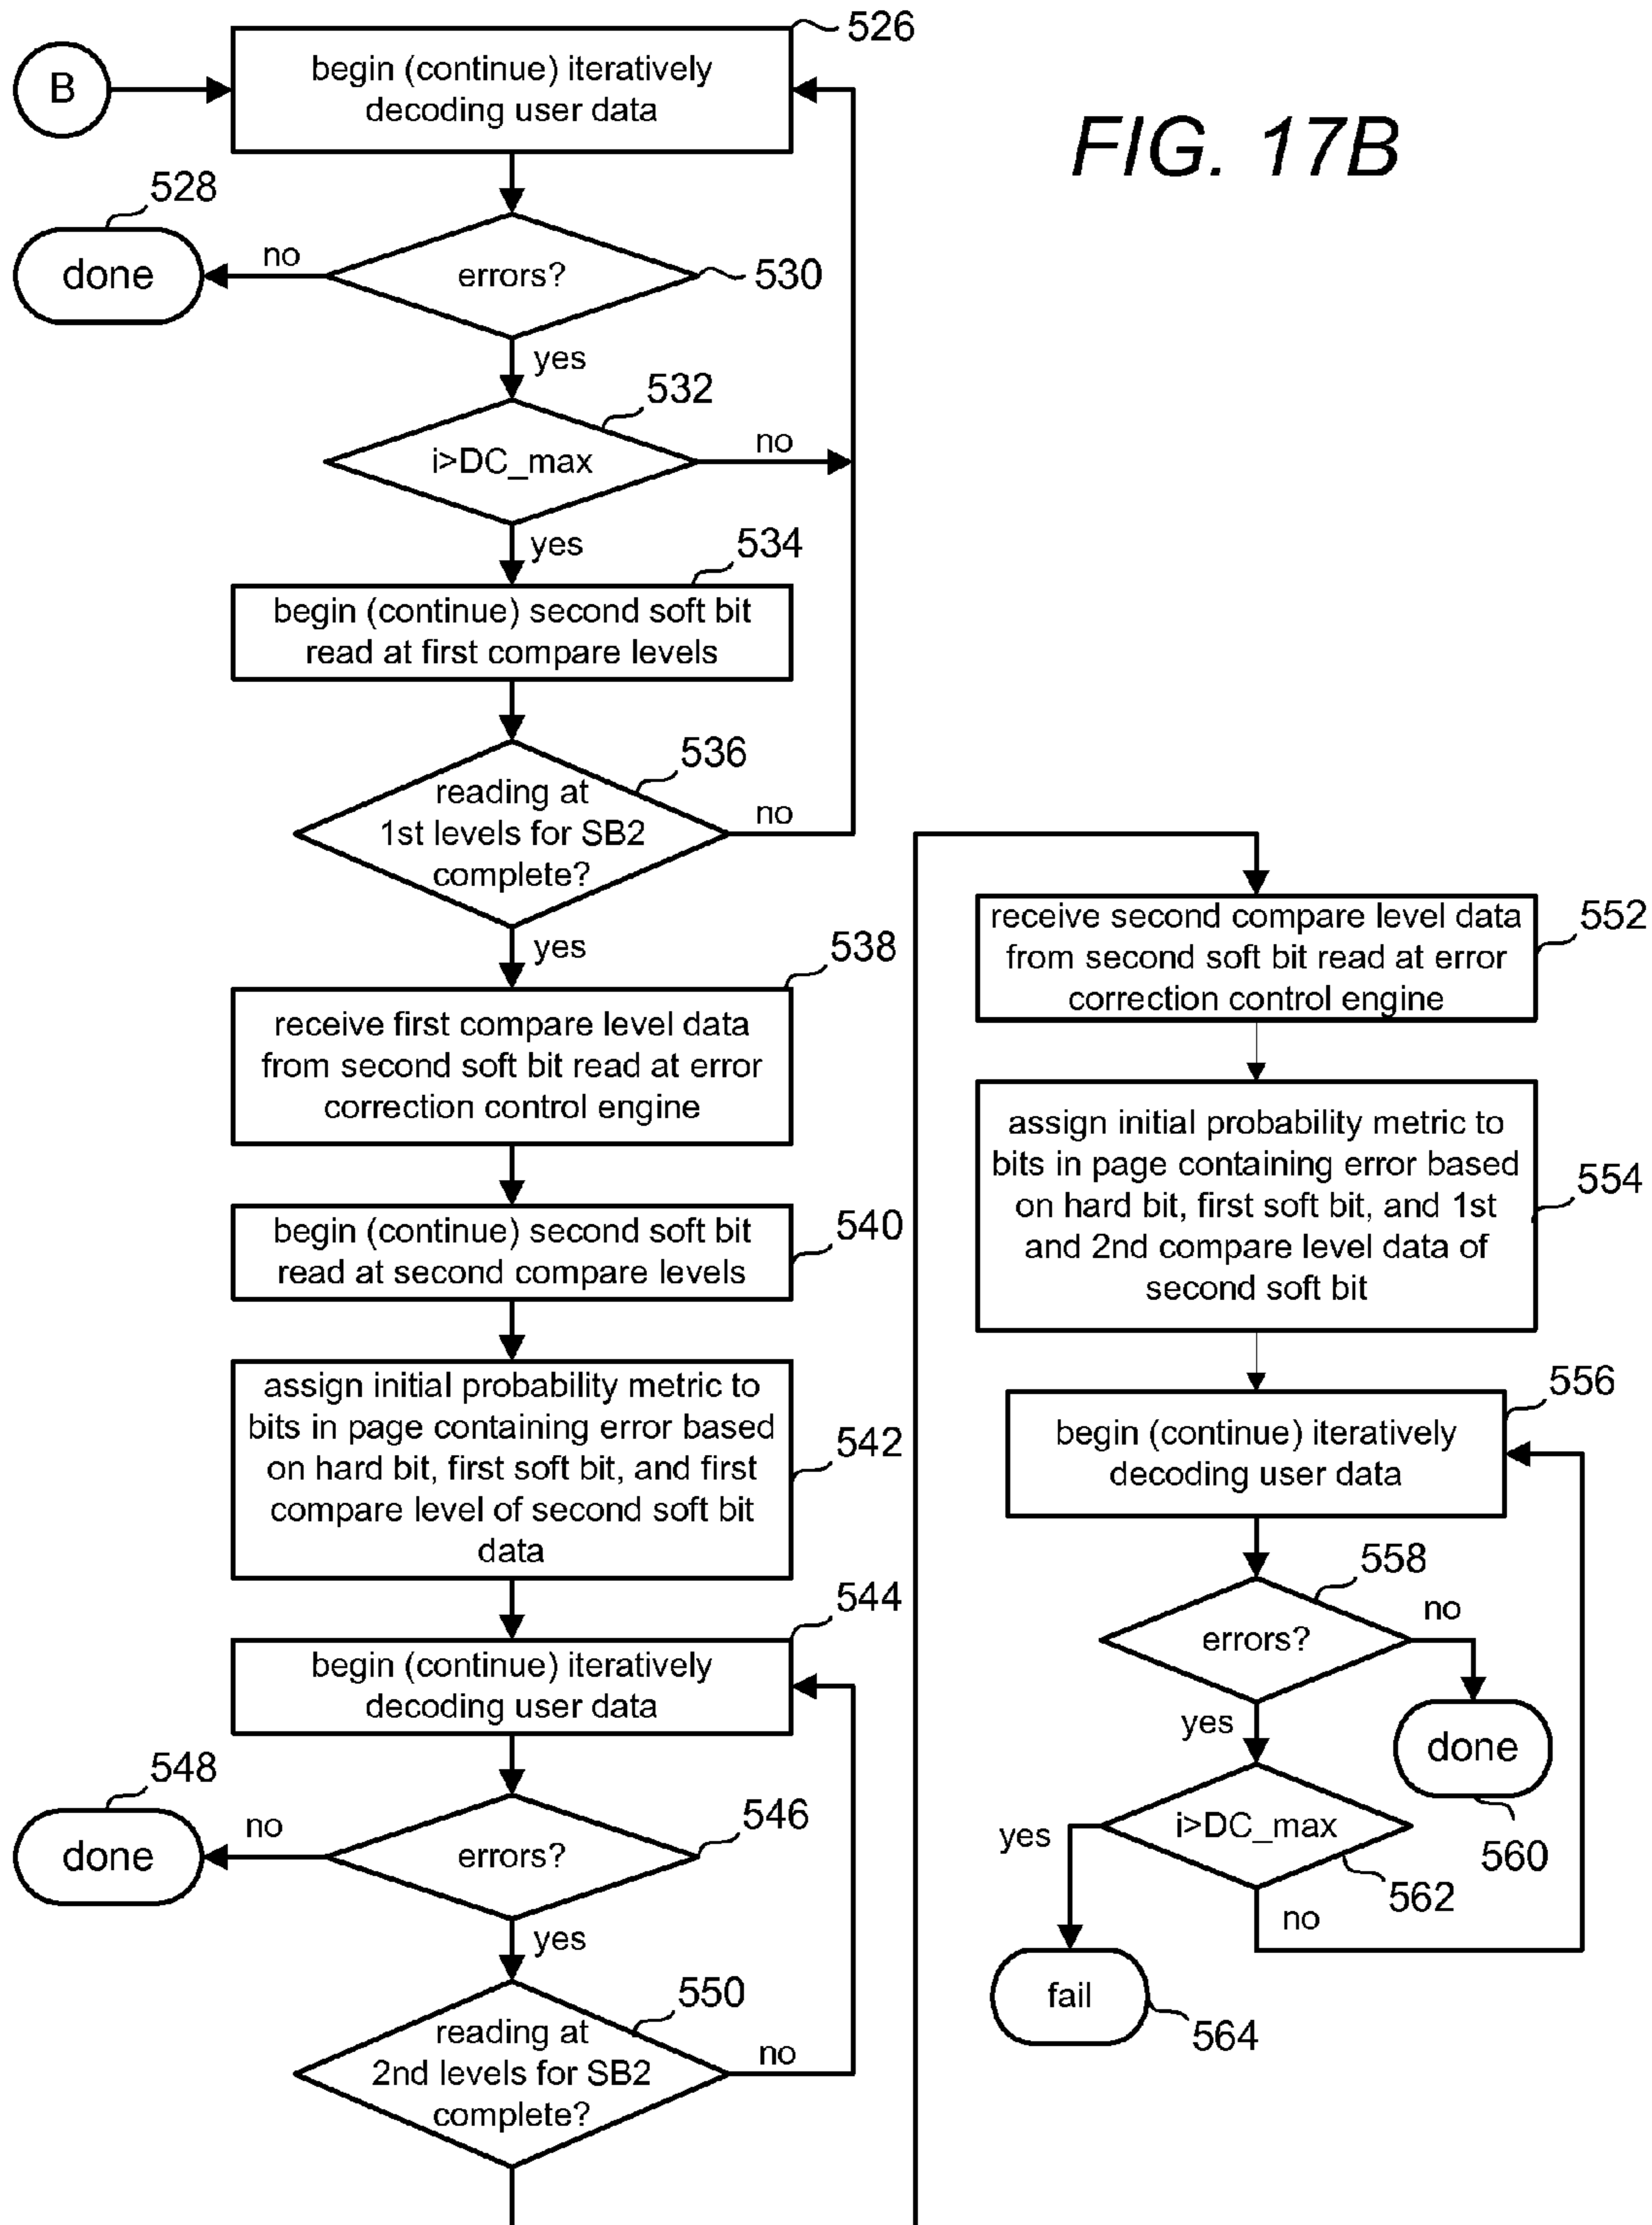 526
B
begin (continue) iteratively
decoding user data
FIG. 17B
528
done
no
errors?
530
yes
532
i>DC_max
no
yes
534
begin (continue) second soft bit
read at first compare levels
536
reading at
1st levels for SB2
complete?
no
yes
538
receive first compare level data
from second soft bit read at error
correction control engine
540
begin (continue) second soft bit
read at second compare levels
assign initial probability metric to
bits in page containing error based
on hard bit, first soft bit, and first
compare level of second soft bit
data
542
544
begin (continue) iteratively
decoding user data
548
done
no
errors?
546
yes
550
reading at
2nd levels for SB2
complete?
no
receive second compare level data
from second soft bit read at error
correction control engine
552
assign initial probability metric to
bits in page containing error based
on hard bit, first soft bit, and 1st
and 2nd compare level data of
second soft bit
554
556
begin (continue) iteratively
decoding user data
558
errors?
no
yes
done
560
i>DC_max
yes
562
no
fail
564